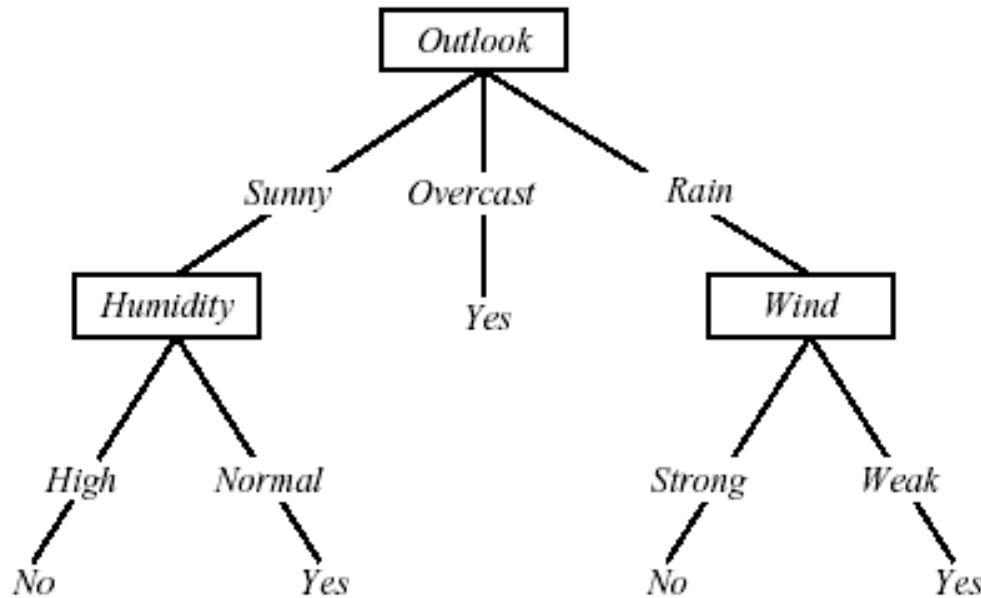 Outlook
Sunny Overcast Rain
Humidity Yes Wind
High Normal Strong Weak
No Yes No Yes